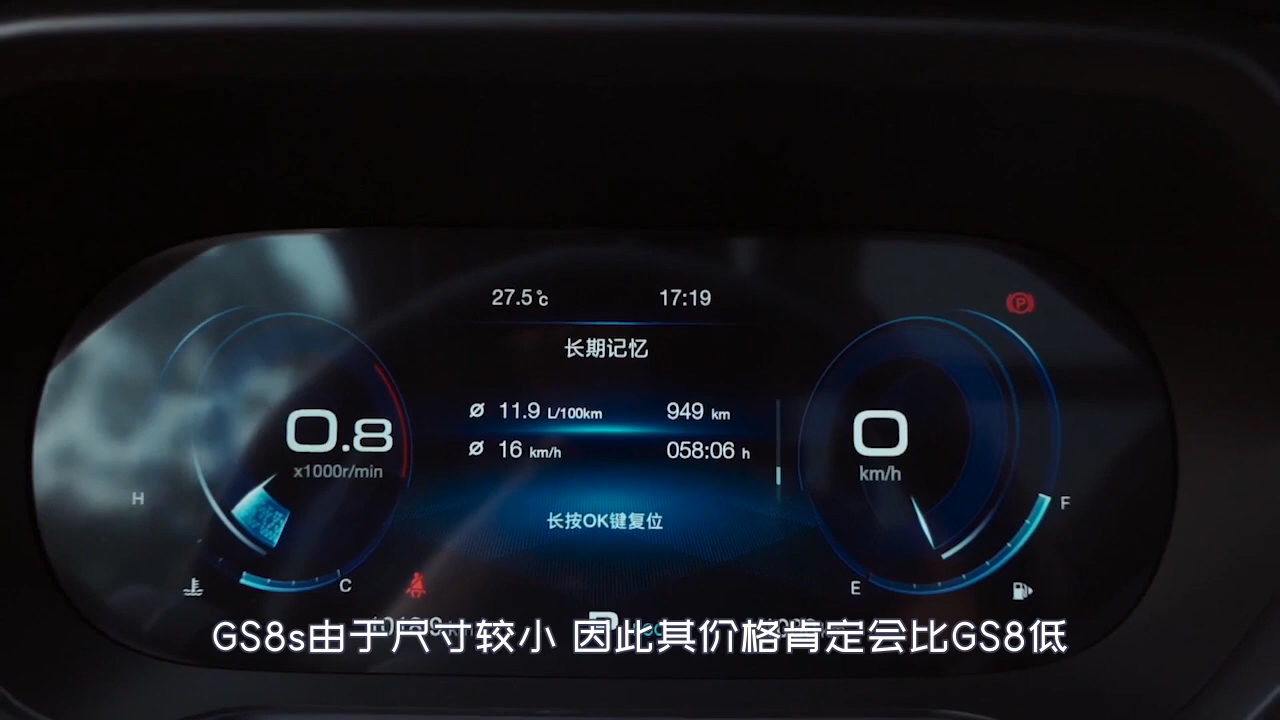 27.5℃ 17:19
长期记忆
Ø 11.9 L/100km 949 km
Ø 16 km/h 058:06 h
长按OK键复位
0.8
x1000r/min
0
km/h
H
C
F
E
P
GS8s由于尺寸较小 因此其价格肯定会比GS8低